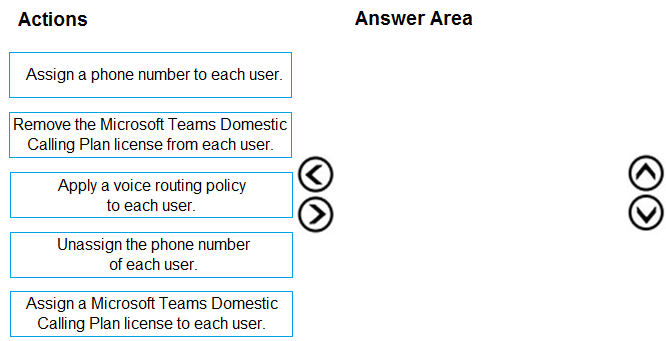 Actions
Answer Area
Assign a phone number to each user.
Remove the Microsoft Teams Domestic
Calling Plan license from each user.
Apply a voice routing policy
to each user.
Unassign the phone number
of each user.
Assign a Microsoft Teams Domestic
Calling Plan license to each user.